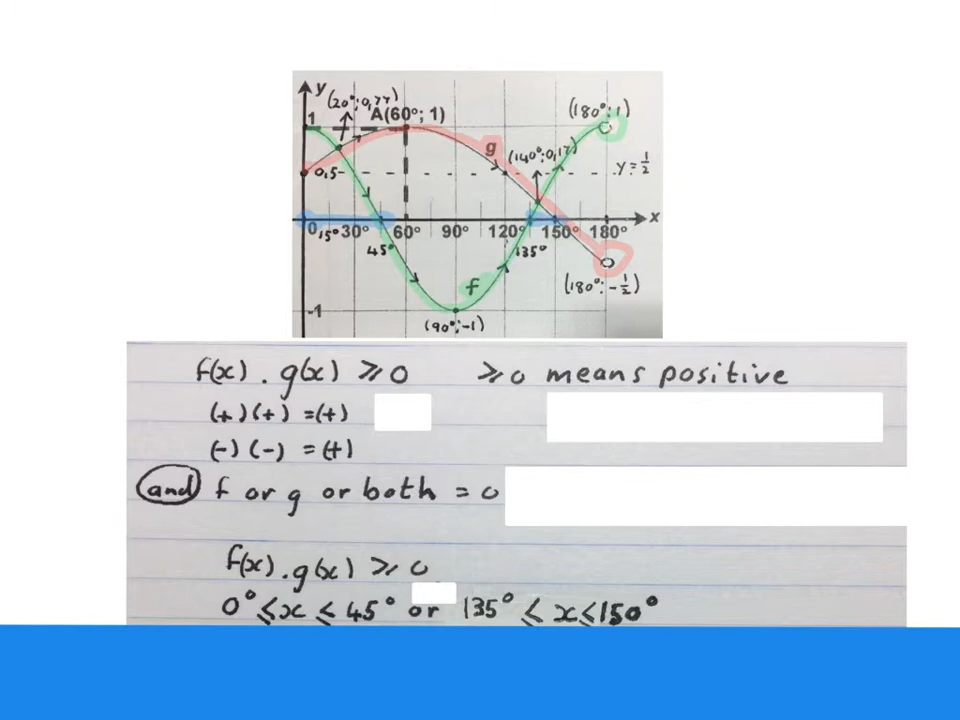 y
(20°;0,77)
A(60°; 1)
(180°;1)
1
g
(140°;0,17)
y = 1/2
0,5
0 15° 30° 60° 90° 120° 150° 180° x
45°
135°
f
(180°;-1/2)
-1
(90°;-1)
f(x) . g(x) ⩾ 0 ⩾ 0 means positive
(+)(+) = (+)
(-)(-) = (+)
and f or g or both = 0
f(x) . g(x) ⩾ 0
0° ⩽ x ⩽ 45° or 135° ⩽ x ⩽ 150°